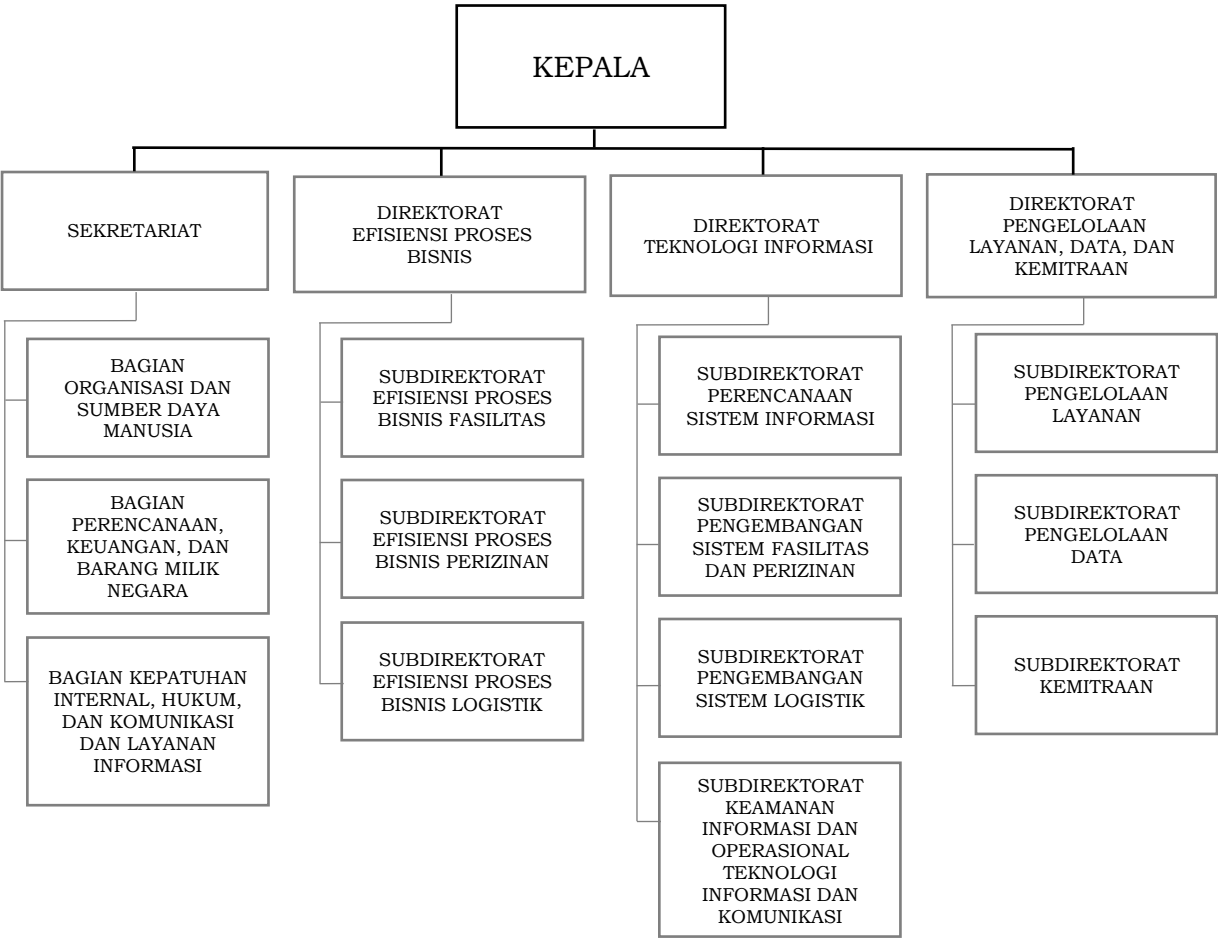 KEPALA
SEKRETARIAT
DIREKTORAT
EFISIENSI PROSES
BISNIS
DIREKTORAT
TEKNOLOGI INFORMASI
DIREKTORAT
PENGELOLAAN
LAYANAN, DATA, DAN
KEMITRAAN
BAGIAN
ORGANISASI DAN
SUMBER DAYA
MANUSIA
BAGIAN
PERENCANAAN,
KEUANGAN, DAN
BARANG MILIK
NEGARA
BAGIAN KEPATUHAN
INTERNAL, HUKUM,
DAN KOMUNIKASI
DAN LAYANAN
INFORMASI
SUBDIREKTORAT
EFISIENSI PROSES
BISNIS FASILITAS
SUBDIREKTORAT
EFISIENSI PROSES
BISNIS PERIZINAN
SUBDIREKTORAT
EFISIENSI PROSES
BISNIS LOGISTIK
SUBDIREKTORAT
PERENCANAAN
SISTEM INFORMASI
SUBDIREKTORAT
PENGEMBANGAN
SISTEM FASILITAS
DAN PERIZINAN
SUBDIREKTORAT
PENGEMBANGAN
SISTEM LOGISTIK
SUBDIREKTORAT
KEAMANAN
INFORMASI DAN
OPERASIONAL
TEKNOLOGI
INFORMASI DAN
KOMUNIKASI
SUBDIREKTORAT
PENGELOLAAN
LAYANAN
SUBDIREKTORAT
PENGELOLAAN
DATA
SUBDIREKTORAT
KEMITRAAN